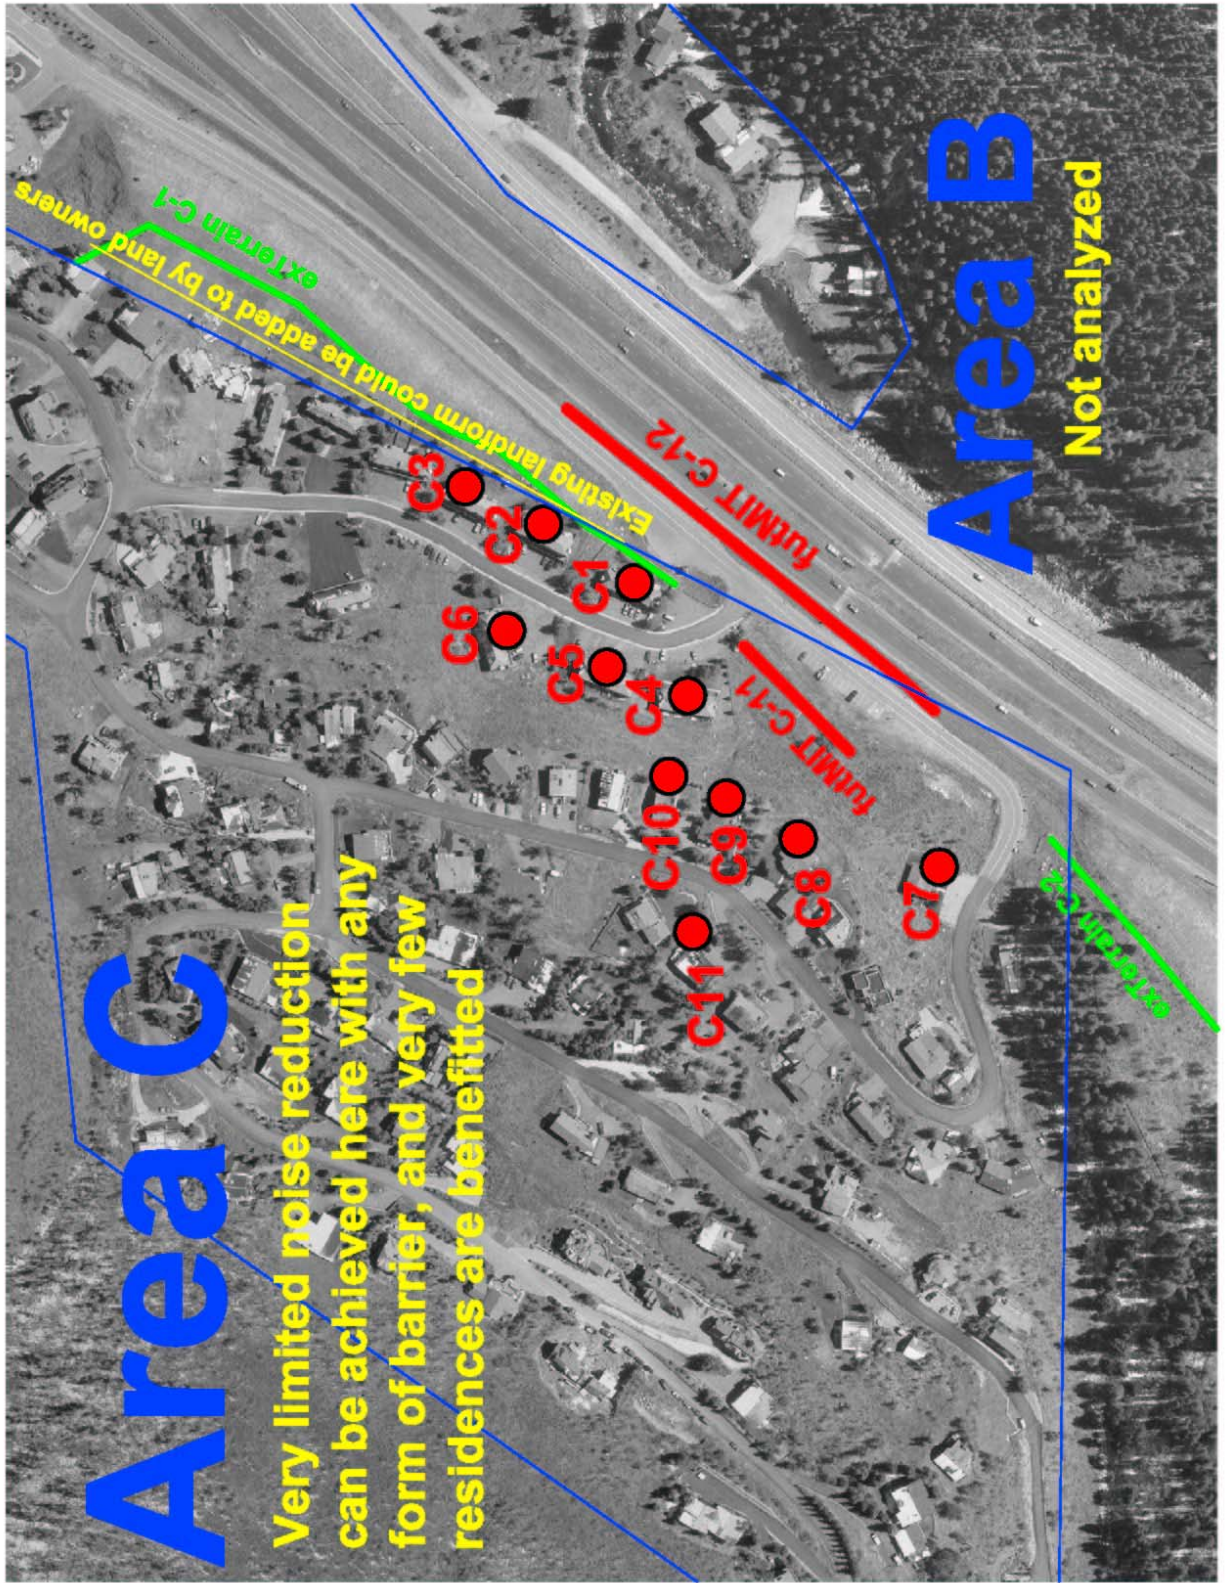 Area C
Very limited noise reduction
can be achieved here with any
form of barrier, and very few
residences are benefitted
exTerrain C-1
Existing landform could be added to by land owners
C3
C2
C1
C6
C5
C4
C10
C9
C8
C7
C11
futMIT C-12
futMIT C-11
exTerrain C-2
Area B
Not analyzed